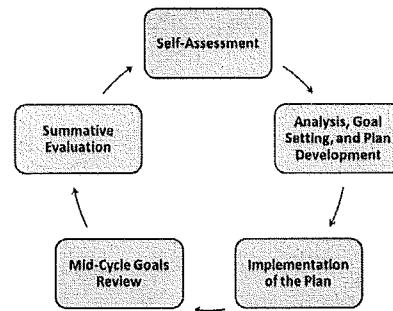 Self-Assessment
Analysis, Goal
Setting, and Plan
Development
Implementation
of the Plan
Mid-Cycle Goals
Review
Summative
Evaluation